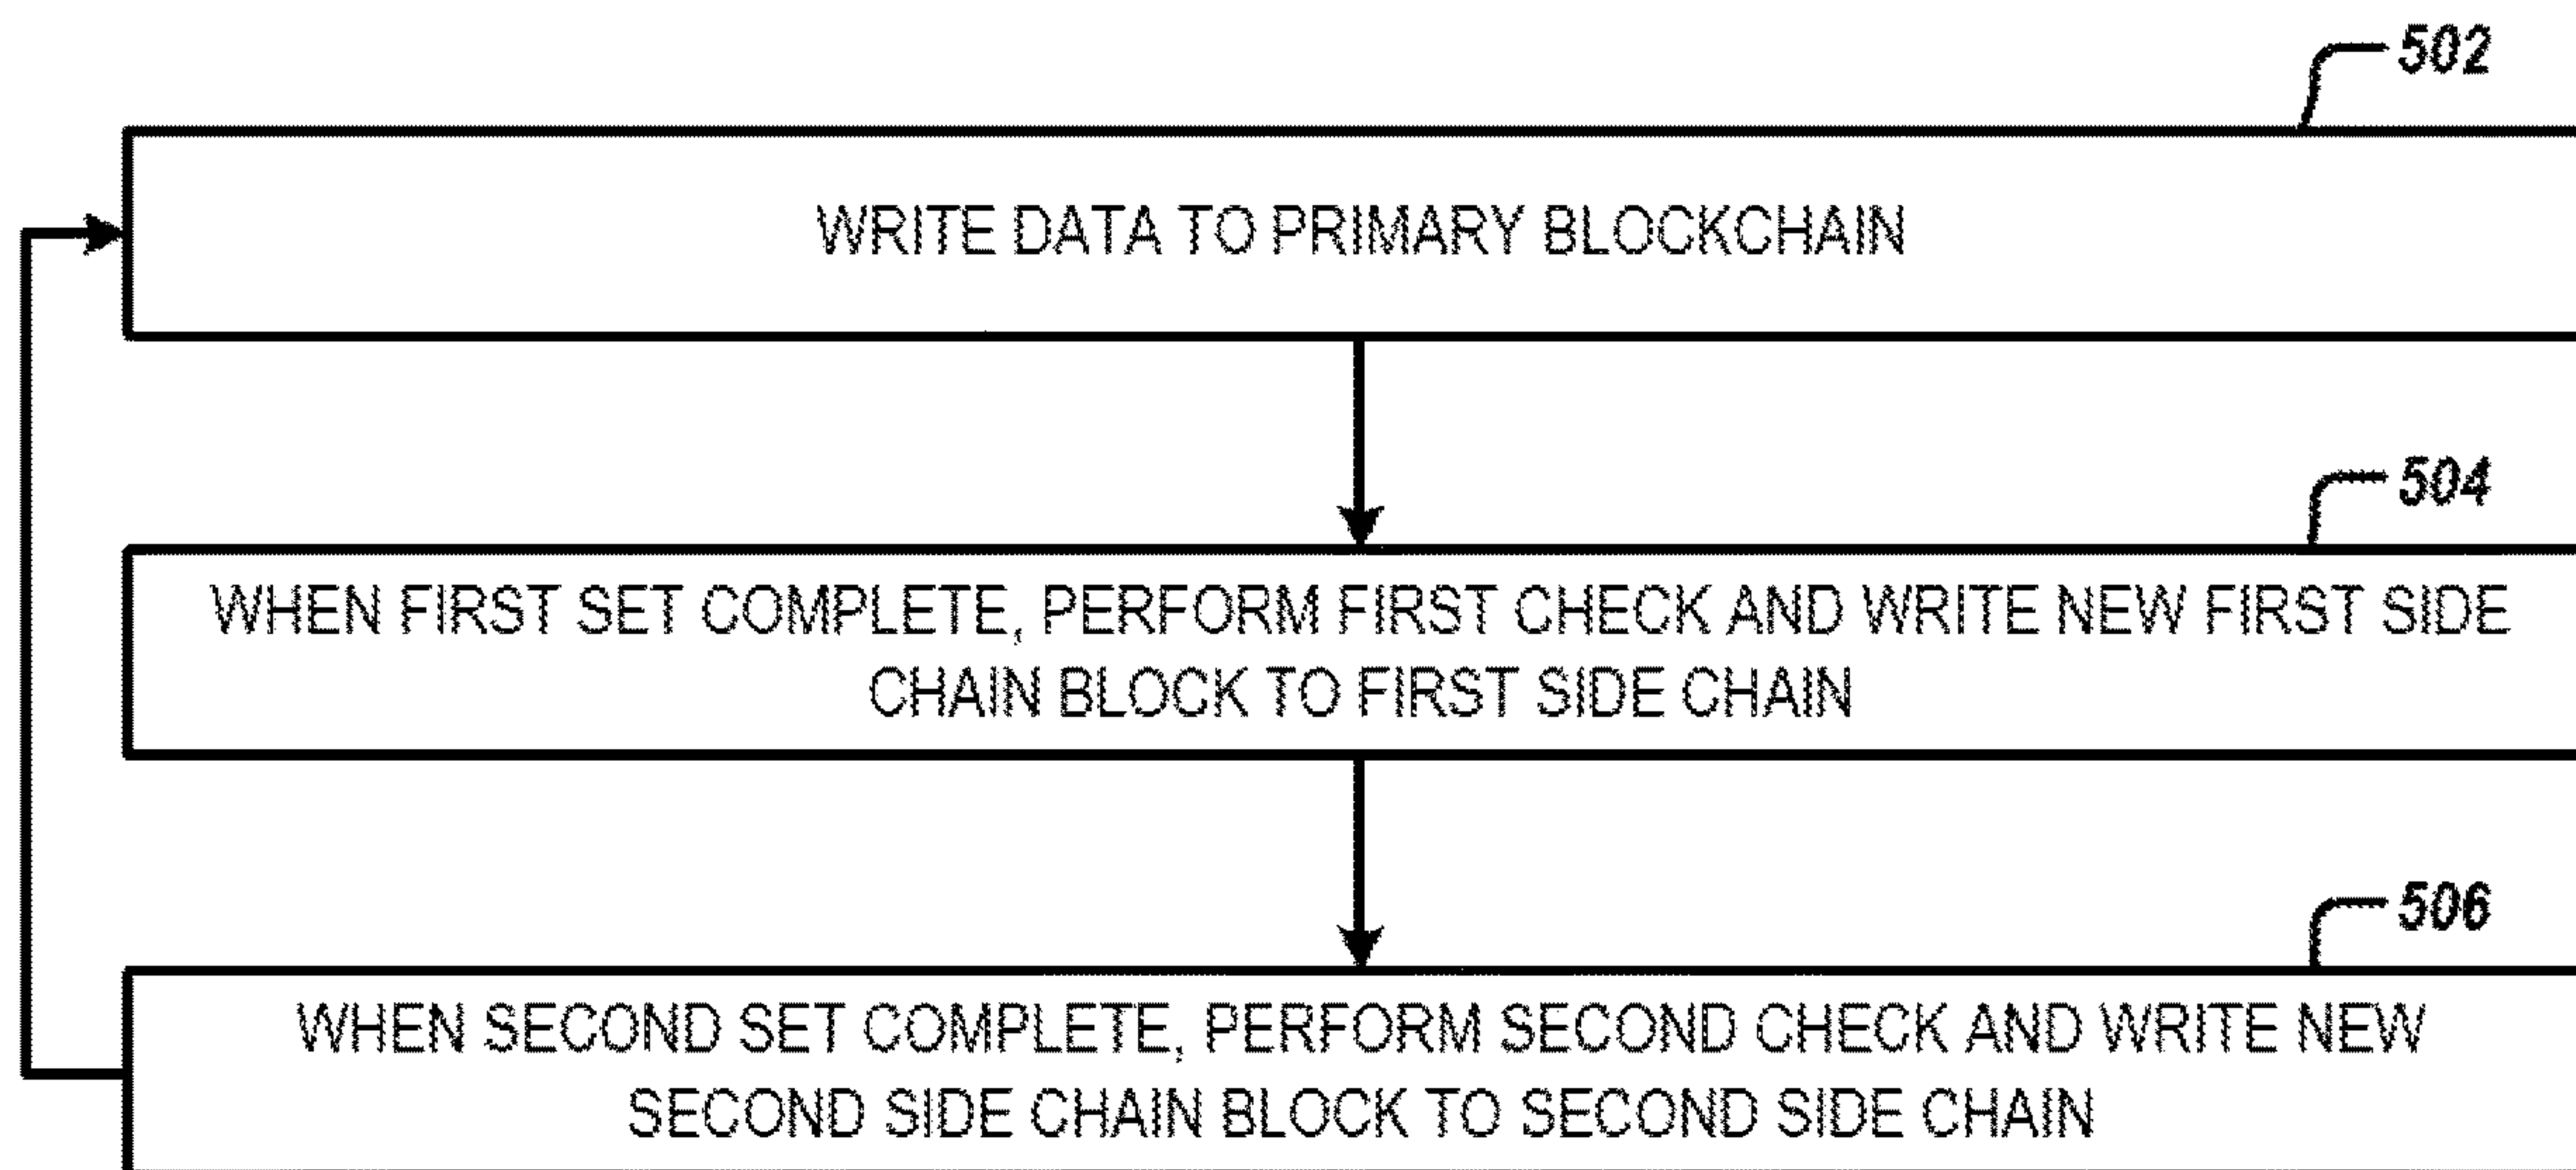 502
WRITE DATA TO PRIMARY BLOCKCHAIN
504
WHEN FIRST SET COMPLETE, PERFORM FIRST CHECK AND WRITE NEW FIRST SIDE
CHAIN BLOCK TO FIRST SIDE CHAIN
506
WHEN SECOND SET COMPLETE, PERFORM SECOND CHECK AND WRITE NEW
SECOND SIDE CHAIN BLOCK TO SECOND SIDE CHAIN